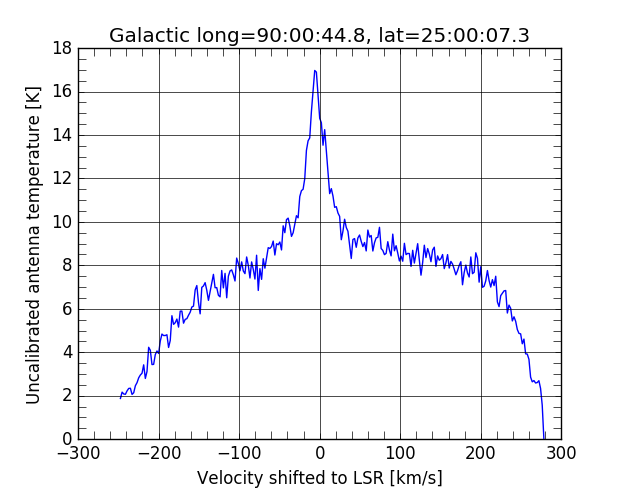 Galactic long=90:00:44.8, lat=25:00:07.3
Uncalibrated antenna temperature [K]
18
16
14
12
10
8
6
4
2
0
−300 −200 −100 0 100 200 300
Velocity shifted to LSR [km/s]